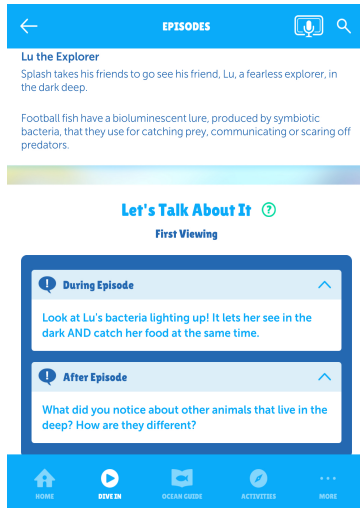 EPISODES
Lu the Explorer
Splash takes his friends to go see his friend, Lu, a fearless explorer, in
the dark deep.
Football fish have a bioluminescent lure, produced by symbiotic
bacteria, that they use for catching prey, communicating or scaring off
predators.
Let's Talk About It ?
First Viewing
! During Episode
Look at Lu's bacteria lighting up! It lets her see in the
dark AND catch her food at the same time.
! After Episode
What did you notice about other animals that live in the
deep? How are they different?
HOME DIVE IN OCEAN GUIDE ACTIVITIES MORE